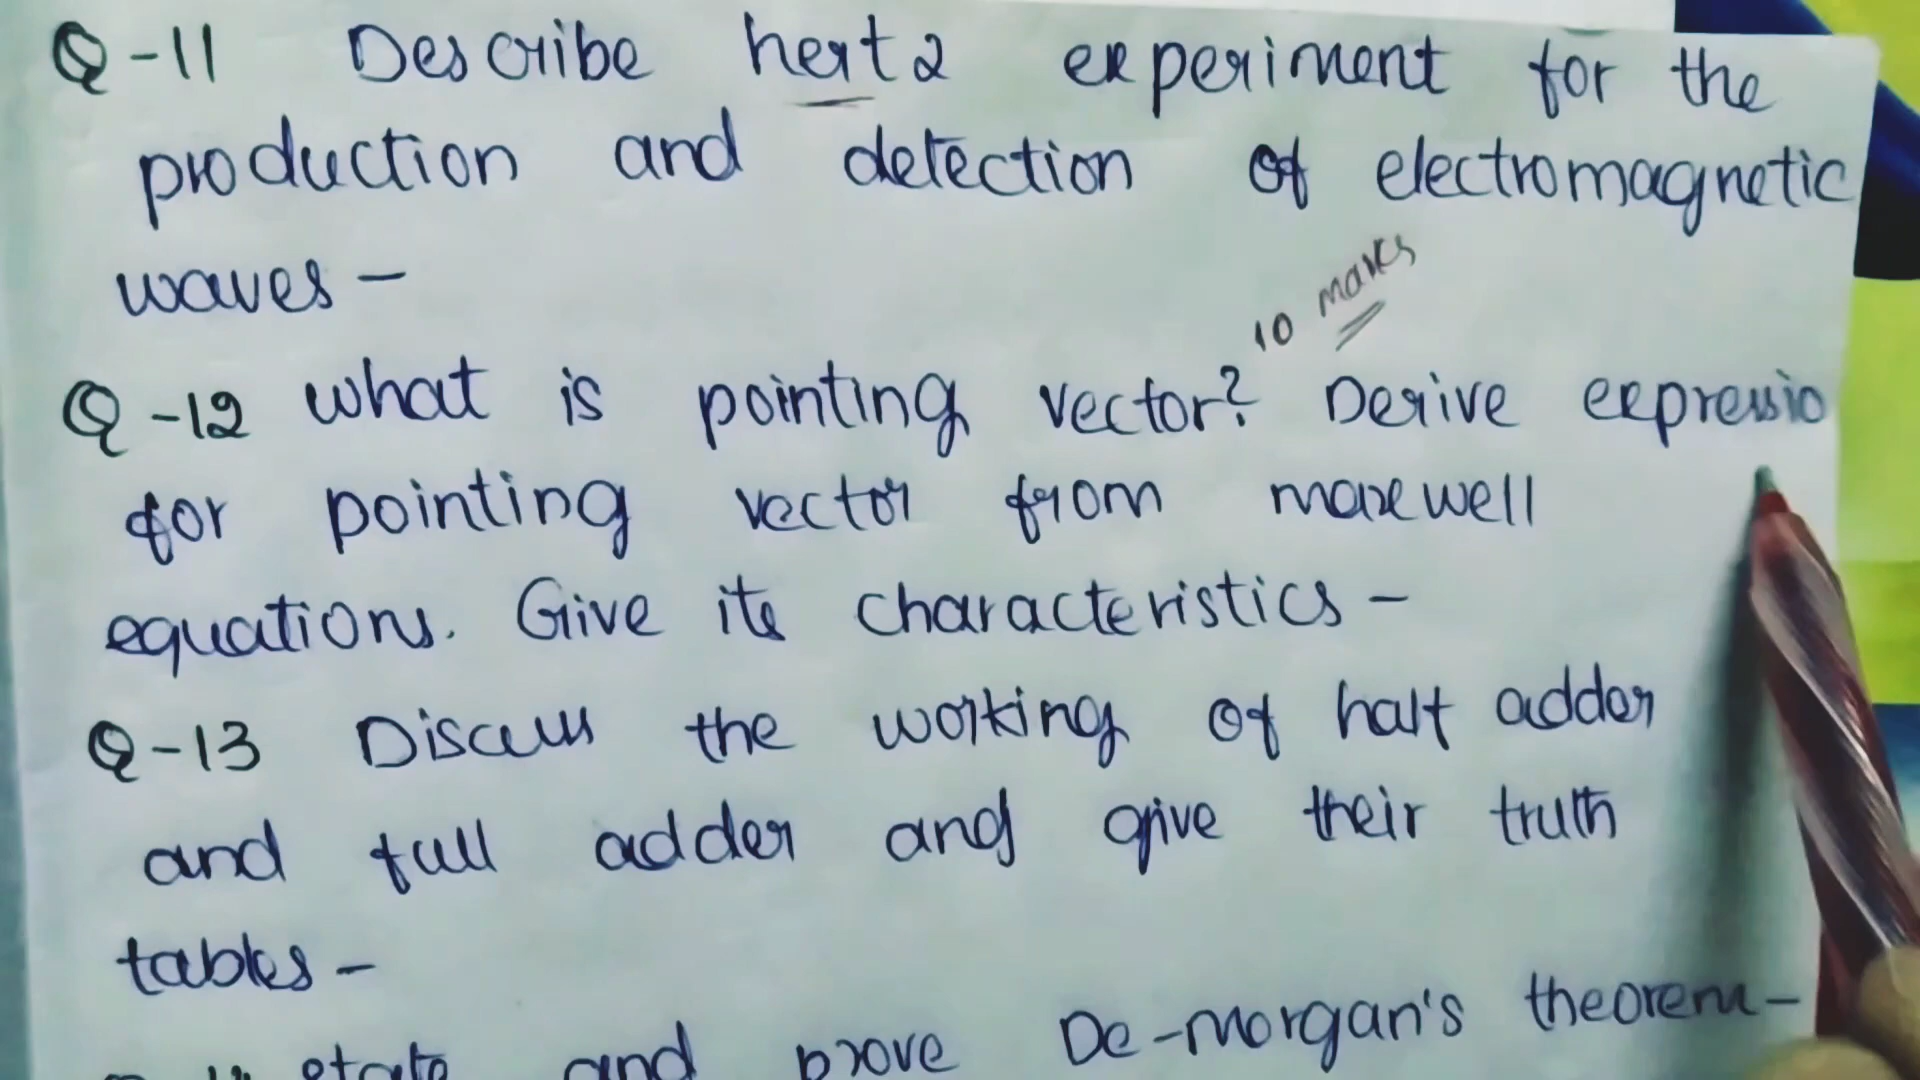 Q-11 Describe hertz experiment for the
production and detection of electromagnetic
waves -
10 marks
Q-12 What is pointing vector? Derive expressio
for pointing vector from maxwell
equations. Give its characteristics -
Q-13 Discuss the working of half adder
and full adder and give their truth
tables -
state and prove De-morgan's theorem -